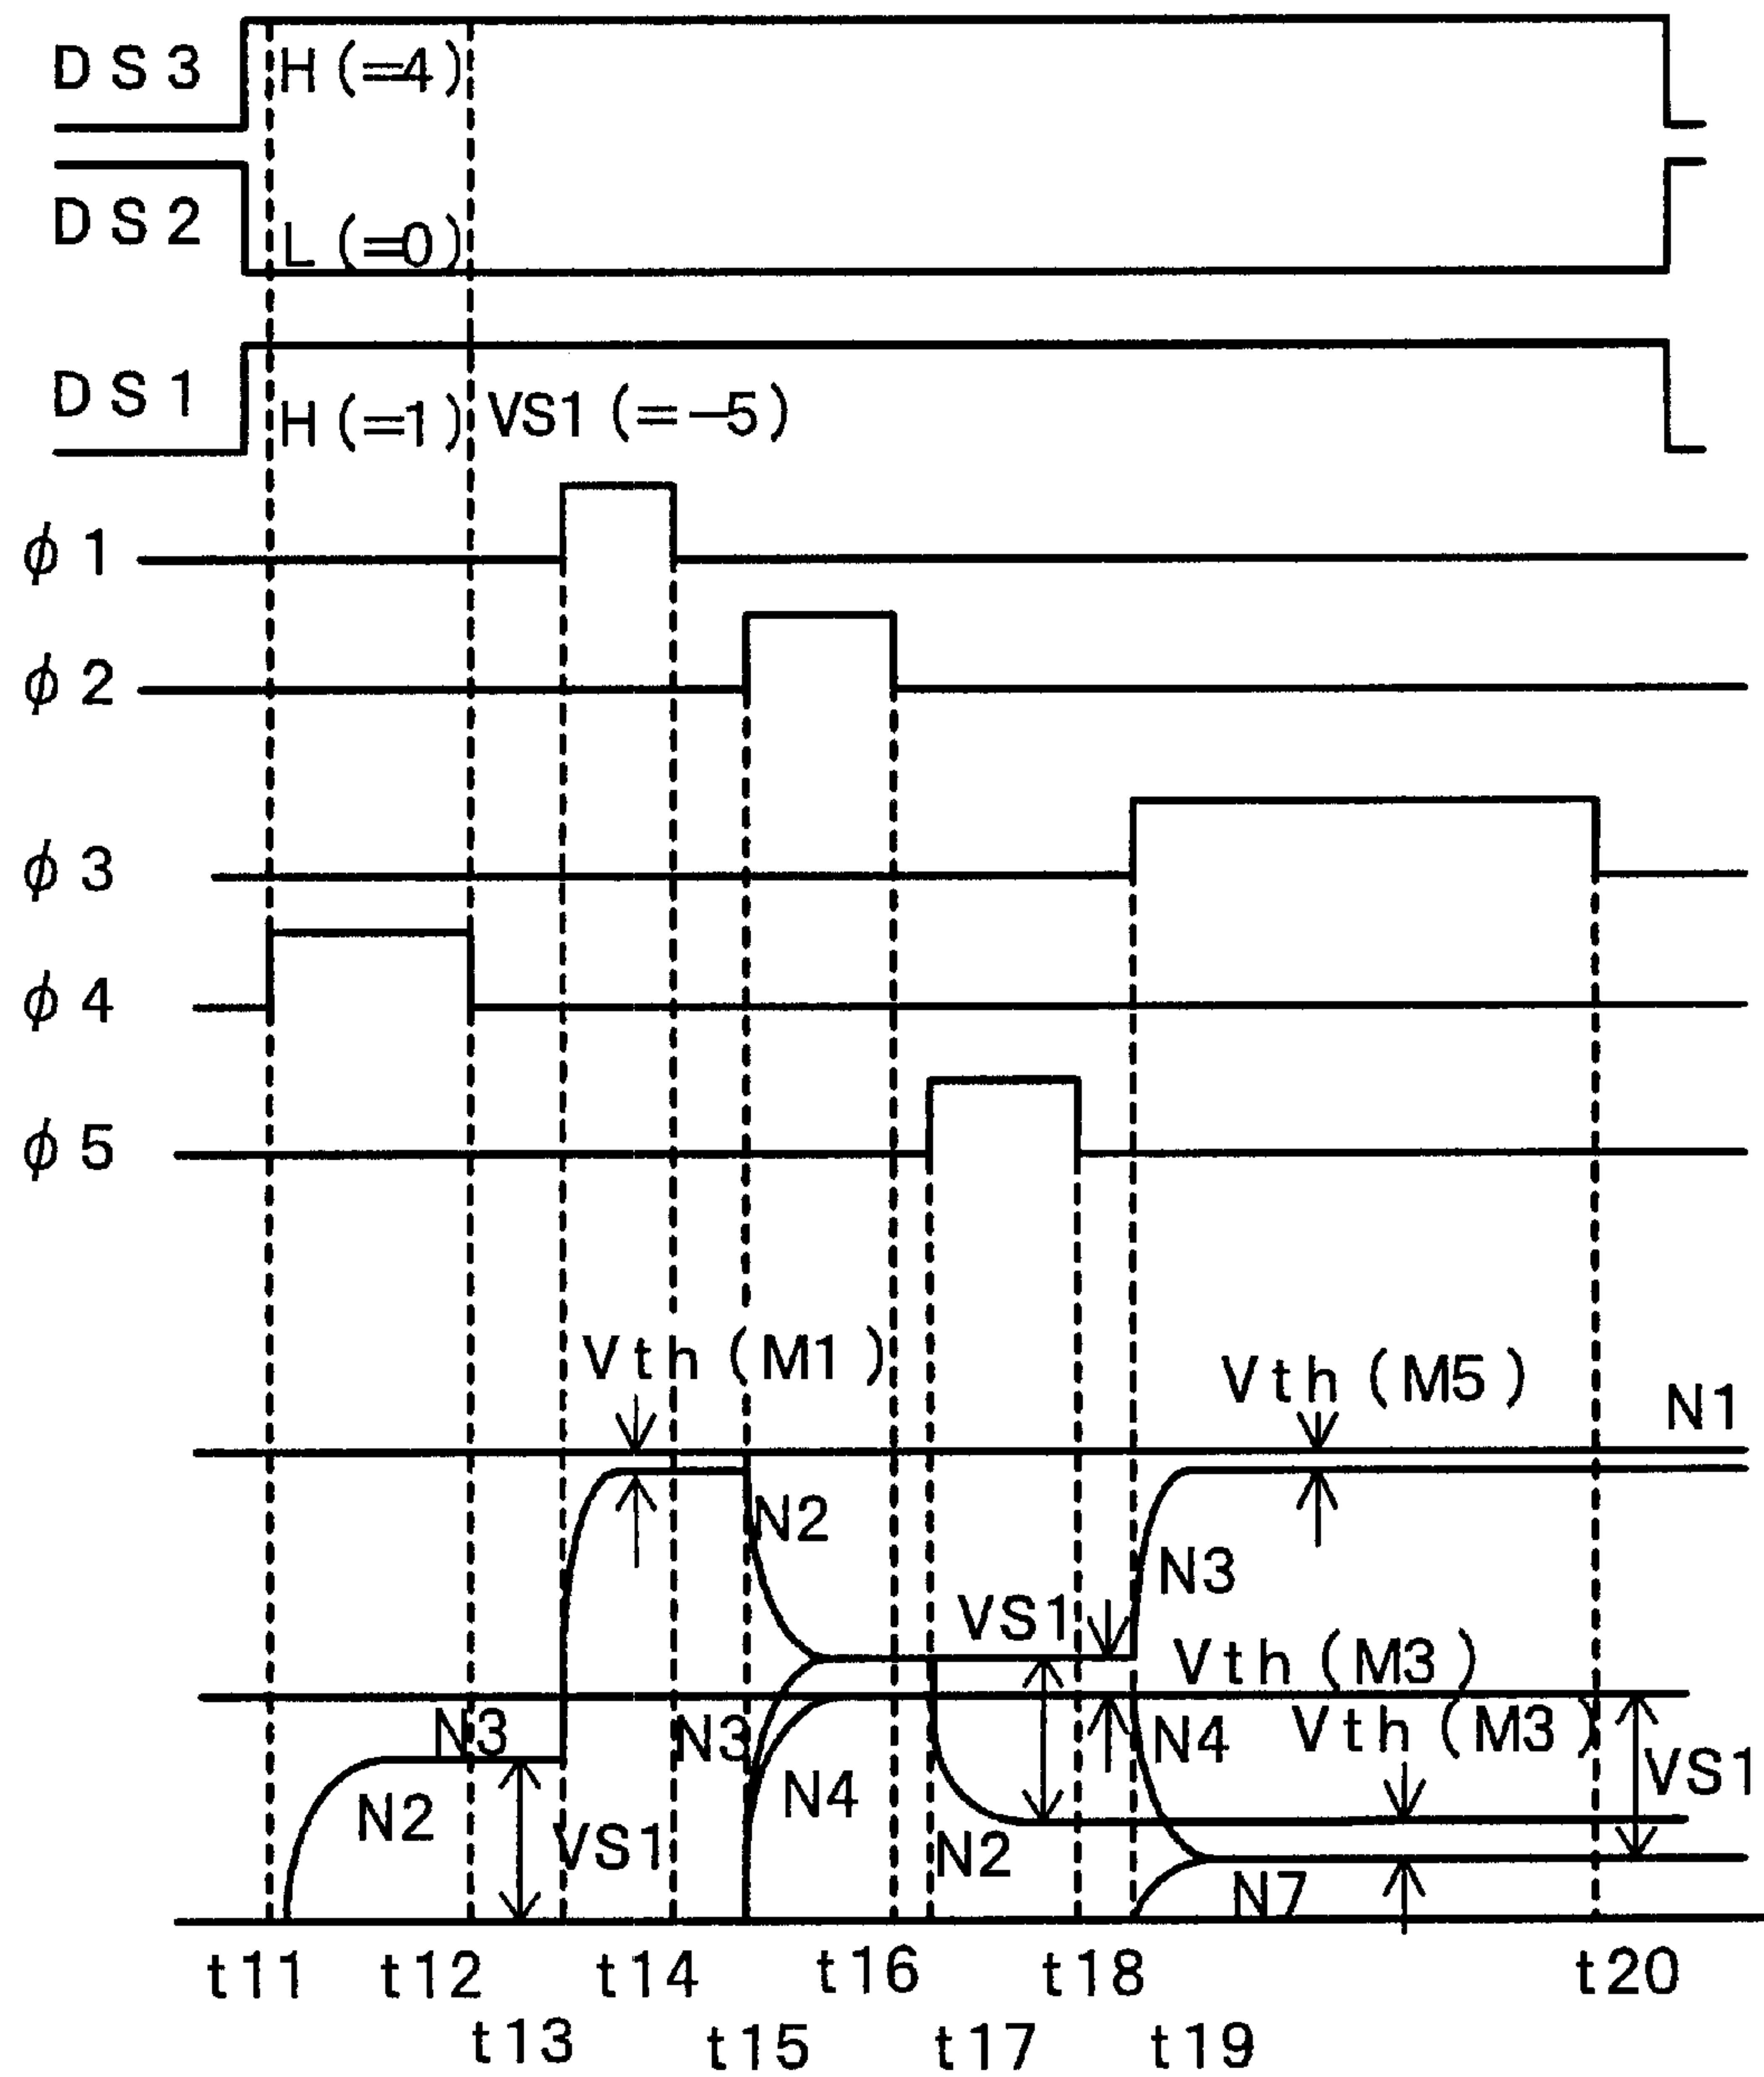 DS3
H(=4)
DS2
L(=0)
DS1
H(=1)
VS1(=-5)
φ1
φ2
φ3
φ4
φ5
Vth(M1)
Vth(M5)
N1
N2
N3
VS1
Vth(M3)
N3
N3
N4
Vth(M3)
N4
VS1
N2
VS1
N2
N7
t11
t12
t14
t16
t18
t20
t13
t15
t17
t19